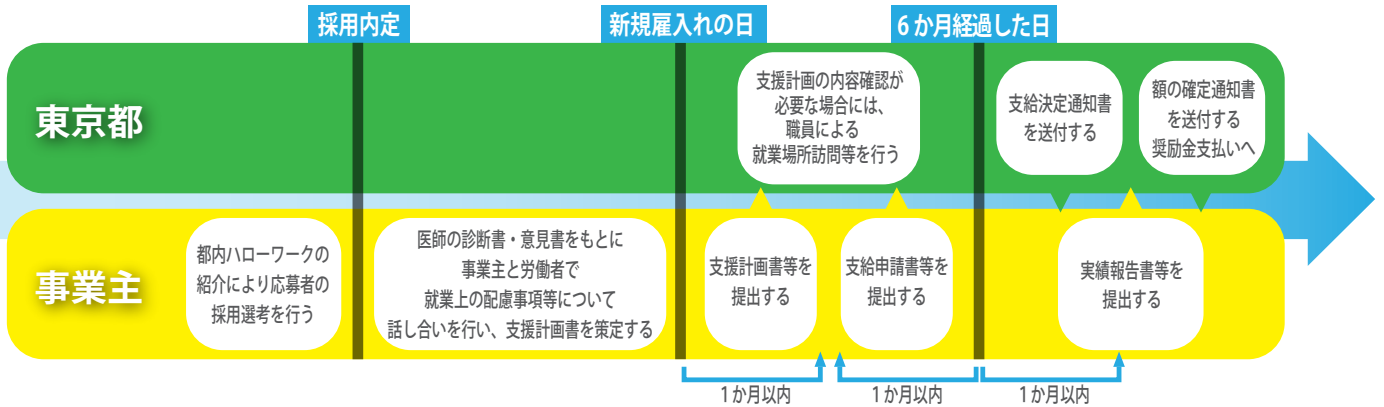 採用内定
新規雇入れの日
6か月経過した日
東京都
支援計画の内容確認が
必要な場合には、
職員による
就業場所訪問等を行う
支給決定通知書
を送付する
額の確定通知書
を送付する
奨励金支払いへ
事業主
都内ハローワークの
紹介により応募者の
採用選考を行う
医師の診断書・意見書をもとに
事業主と労働者で
就業上の配慮事項等について
話し合いを行い、支援計画書を策定する
支援計画書等を
提出する
支給申請書等を
提出する
実績報告書等を
提出する
1か月以内
1か月以内
1か月以内